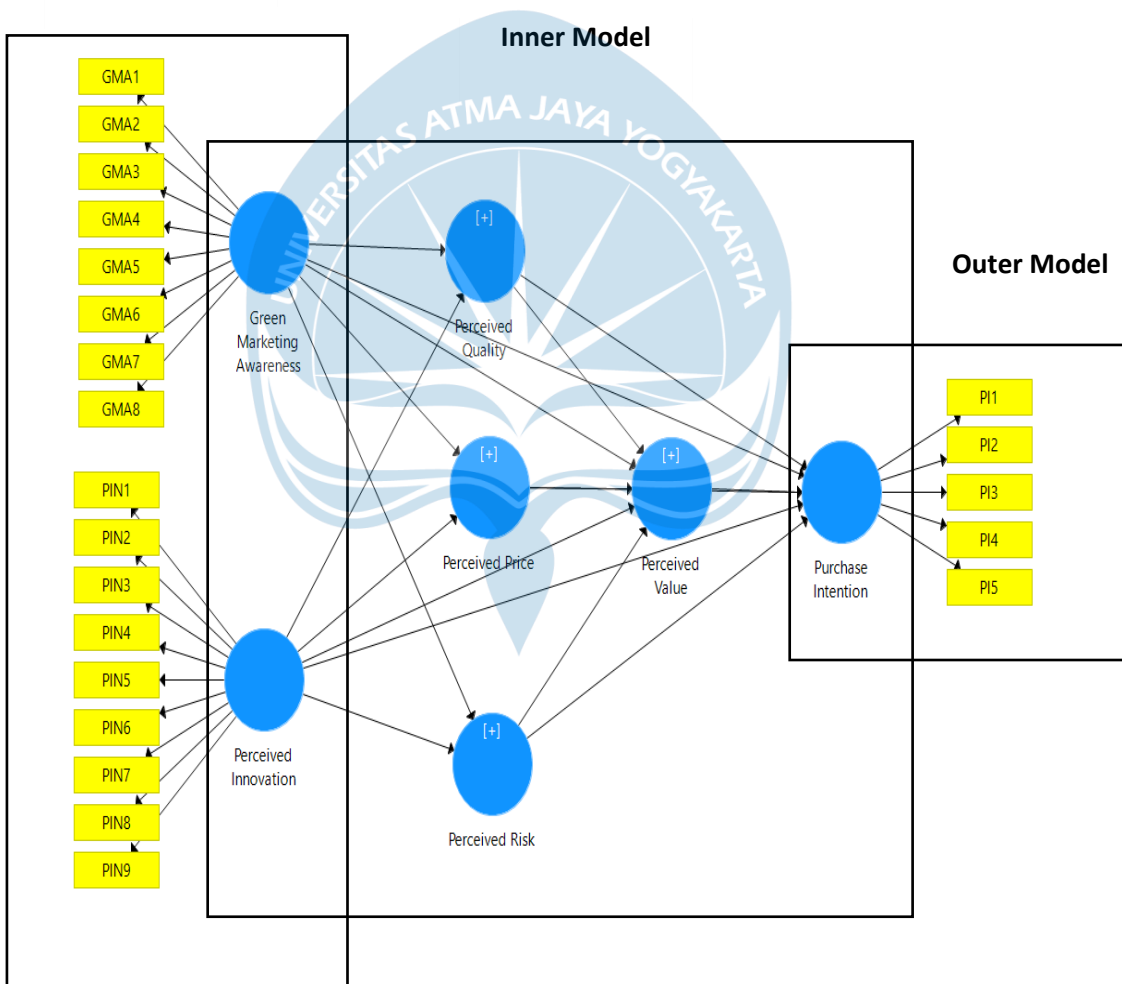 Inner Model
UNIVERSITAS ATMA JAYA YOGYAKARTA
Outer Model
GMA1
GMA2
GMA3
GMA4
GMA5
GMA6
GMA7
GMA8
Green
Marketing
Awareness
[+]
Perceived
Quality
PIN1
PIN2
PIN3
PIN4
PIN5
PIN6
PIN7
PIN8
PIN9
Perceived
Innovation
[+]
Perceived Price
[+]
Perceived
Value
[+]
Perceived Risk
Purchase
Intention
PI1
PI2
PI3
PI4
PI5